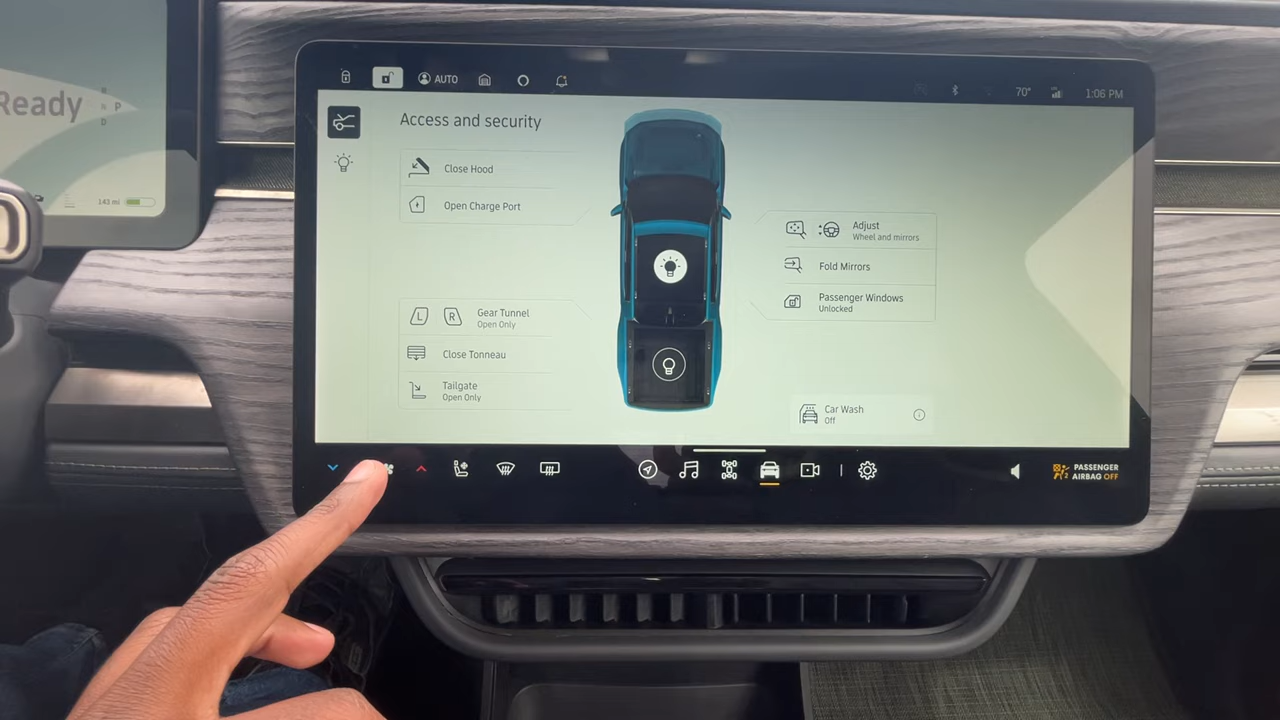 Ready
R
N P
D
143 mi
AUTO
70°
1:06 PM
Access and security
Close Hood
Open Charge Port
Adjust
Wheel and mirrors
Fold Mirrors
Passenger Windows
Unlocked
L R Gear Tunnel
Open Only
Close Tonneau
Tailgate
Open Only
Car Wash
Off
PASSENGER
AIRBAG OFF